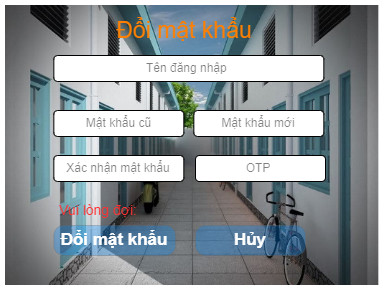 Đổi mật khẩu
Tên đăng nhập
Mật khẩu cũ
Mật khẩu mới
Xác nhận mật khẩu
OTP
Vui lòng đợi:
Đổi mật khẩu
Hủy